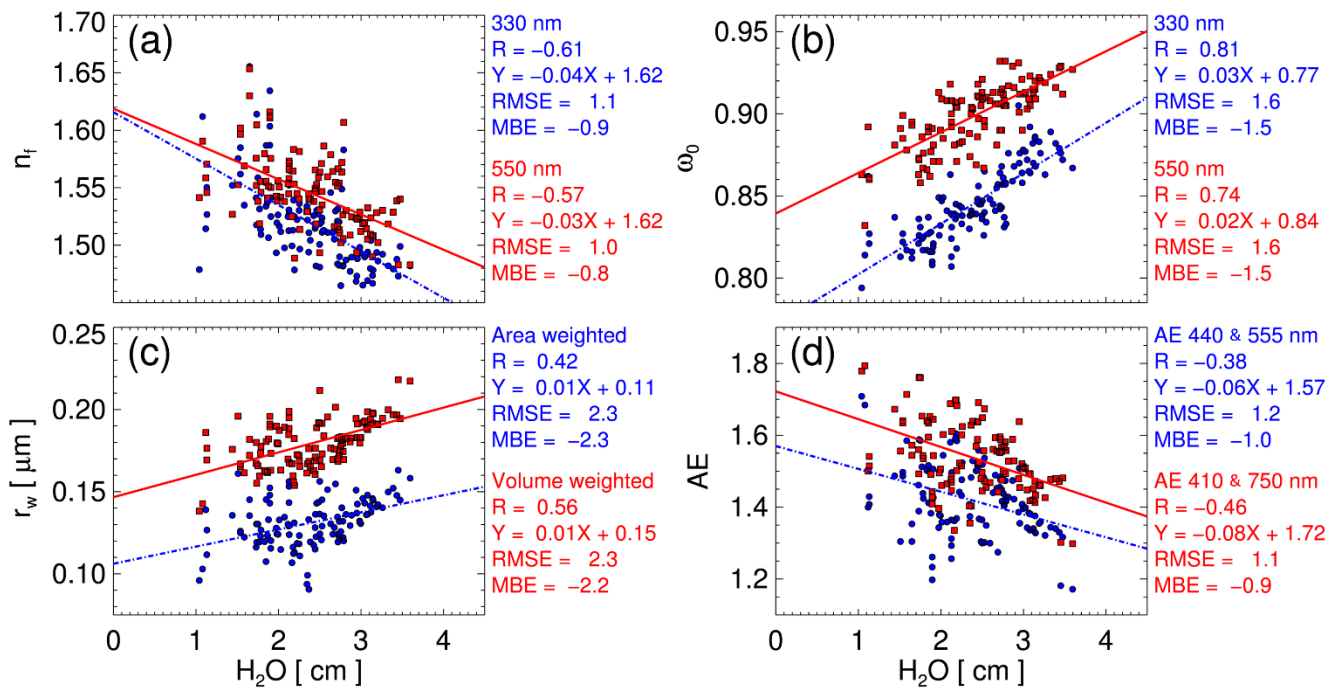 (a)
n_f
1.70
1.65
1.60
1.55
1.50
330 nm
R = −0.61
Y = −0.04X + 1.62
RMSE = 1.1
MBE = −0.9
550 nm
R = −0.57
Y = −0.03X + 1.62
RMSE = 1.0
MBE = −0.8
(b)
ω₀
0.95
0.90
0.85
0.80
330 nm
R = 0.81
Y = 0.03X + 0.77
RMSE = 1.6
MBE = −1.5
550 nm
R = 0.74
Y = 0.02X + 0.84
RMSE = 1.6
MBE = −1.5
(c)
r_w [ μm ]
0.25
0.20
0.15
0.10
0 1 2 3 4
H₂O [ cm ]
Area weighted
R = 0.42
Y = 0.01X + 0.11
RMSE = 2.3
MBE = −2.3
Volume weighted
R = 0.56
Y = 0.01X + 0.15
RMSE = 2.3
MBE = −2.2
(d)
AE
1.8
1.6
1.4
1.2
0 1 2 3 4
H₂O [ cm ]
AE 440 & 555 nm
R = −0.38
Y = −0.06X + 1.57
RMSE = 1.2
MBE = −1.0
AE 410 & 750 nm
R = −0.46
Y = −0.08X + 1.72
RMSE = 1.1
MBE = −0.9